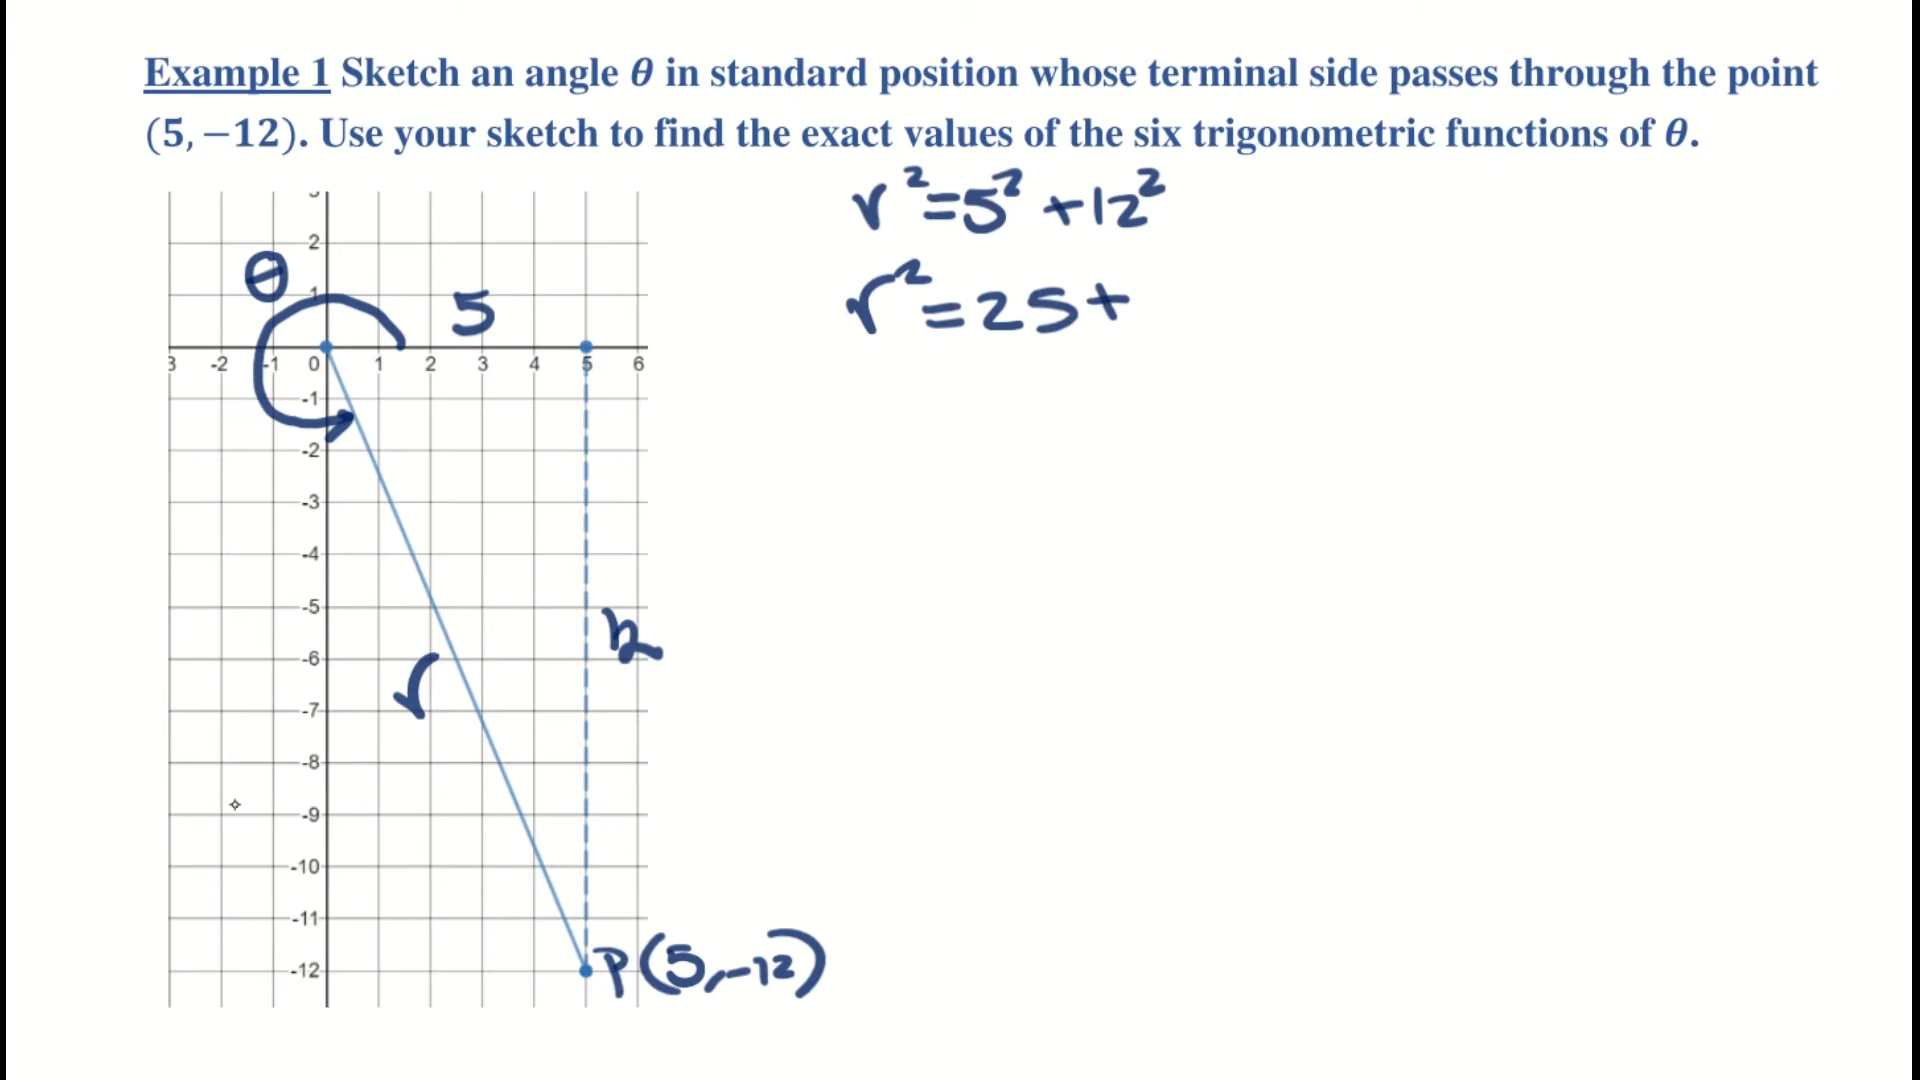 Example 1 Sketch an angle θ in standard position whose terminal side passes through the point
(5, −12). Use your sketch to find the exact values of the six trigonometric functions of θ.
r² = 5² + 12²
r² = 25 +
3
2
θ
1
5
3 -2 -1 0 1 2 3 4 5 6
-1
-2
-3
-4
-5
12
-6
r
-7
-8
-9
-10
-11
-12
P(5,-12)